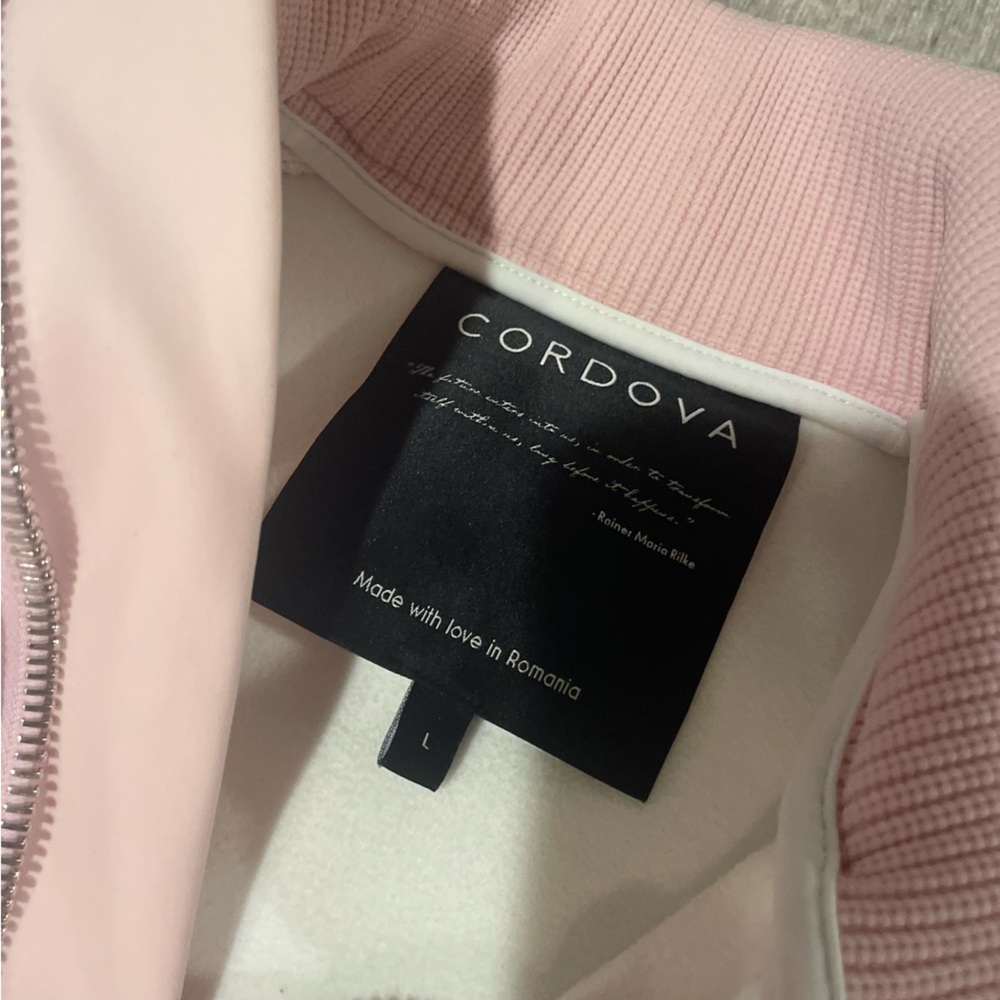 CORDOVA
"The future enters into us, in order to transform
itself within us, long before it happens."
-Rainer Maria Rilke
Made with love in Romania
L